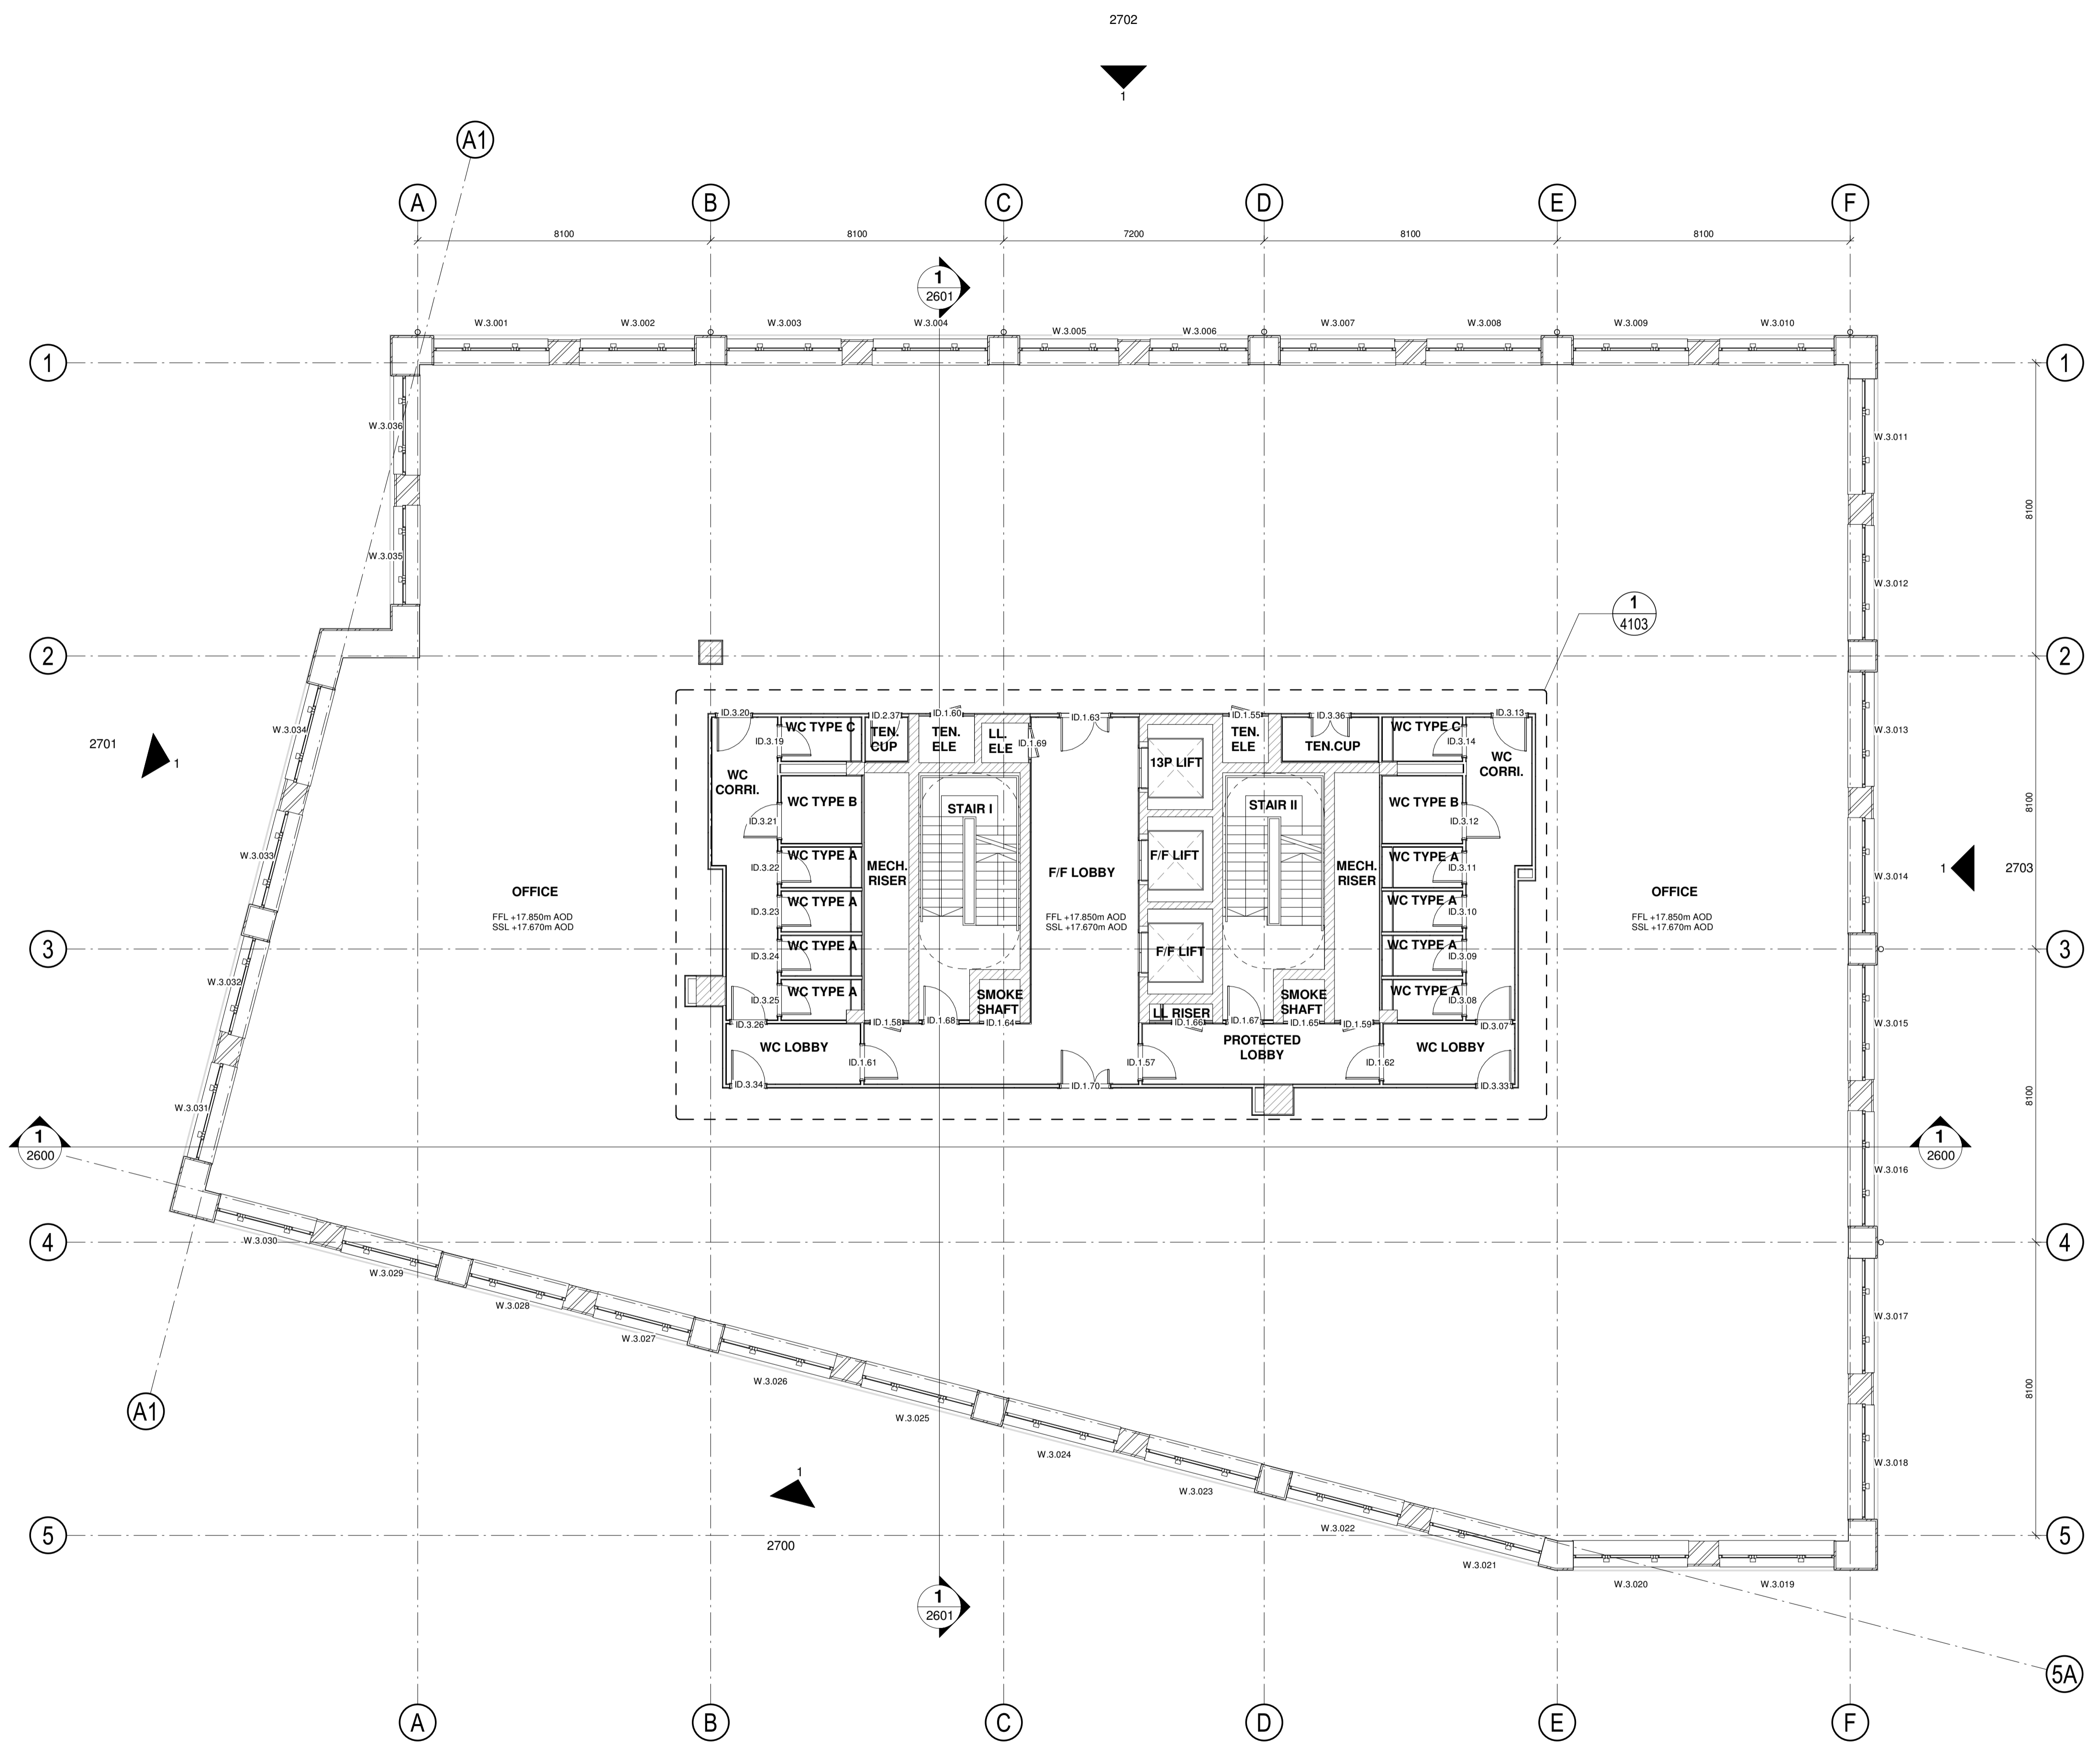 2702
1
A1
A
B
C
D
E
F
8100
8100
7200
8100
8100
1
2601
W.3.001
W.3.002
W.3.003
W.3.004
W.3.005
W.3.006
W.3.007
W.3.008
W.3.009
W.3.010
1
1
W.3.036
W.3.011
8100
W.3.035
W.3.012
1
4103
2
2
ID.3.20
ID.2.37
ID.1.60
ID.1.63
ID.1.55
ID.3.36
ID.3.13
W.3.034
W.3.013
2701
1
ID.3.19
WC TYPE C
TEN.
CUP
TEN.
ELE
LL.
ELE
ID.1.69
13P LIFT
TEN.
ELE
TEN.CUP
WC TYPE C
ID.3.14
WC
CORRI.
WC
CORRI.
WC TYPE B
STAIR I
STAIR II
WC TYPE B
8100
ID.3.21
ID.3.12
W.3.033
WC TYPE A
ID.3.22
MECH.
RISER
F/F LOBBY
F/F LIFT
MECH.
RISER
WC TYPE A
ID.3.11
W.3.014
1
2703
OFFICE
FFL +17.850m AOD
SSL +17.670m AOD
WC TYPE A
ID.3.23
FFL +17.850m AOD
SSL +17.670m AOD
WC TYPE A
ID.3.10
OFFICE
FFL +17.850m AOD
SSL +17.670m AOD
3
3
WC TYPE A
ID.3.24
F/F LIFT
WC TYPE A
ID.3.09
W.3.032
WC TYPE A
ID.3.25
SMOKE
SHAFT
LL RISER
SMOKE
SHAFT
WC TYPE A
ID.3.08
ID.3.26
ID.1.58
ID.1.68
ID.1.64
ID.1.66
ID.1.67
ID.1.65
ID.1.59
ID.3.07
W.3.015
WC LOBBY
ID.1.61
ID.1.57
PROTECTED
LOBBY
ID.1.62
WC LOBBY
ID.3.34
ID.1.70
ID.3.33
W.3.031
8100
1
2600
1
2600
W.3.016
4
4
W.3.030
W.3.029
W.3.028
W.3.027
W.3.026
W.3.025
W.3.024
W.3.023
W.3.022
W.3.021
W.3.020
W.3.019
W.3.017
8100
W.3.018
A1
1
2700
5
5
1
2601
5A
A
B
C
D
E
F